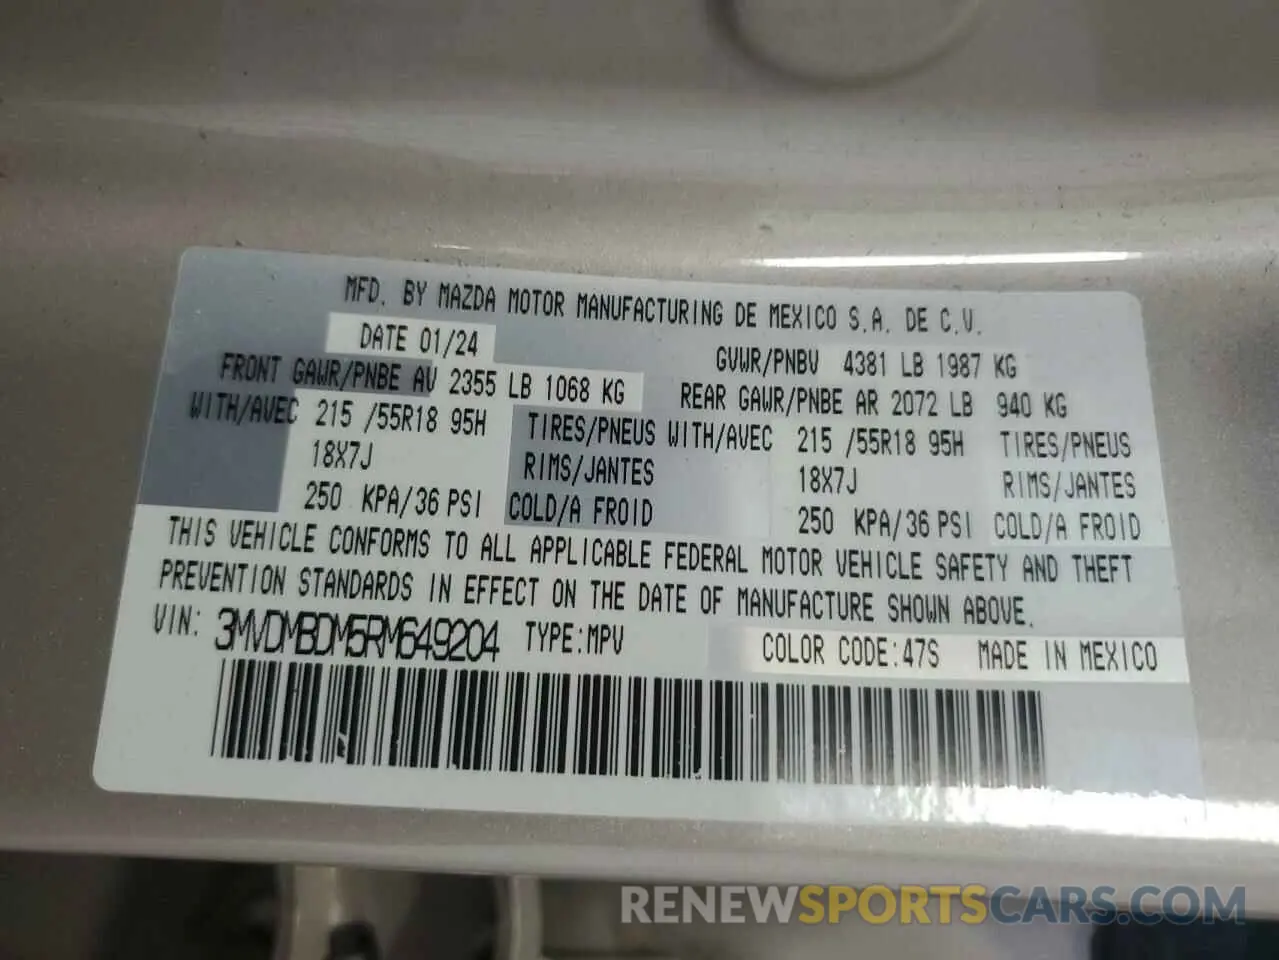 MFD. BY MAZDA MOTOR MANUFACTURING DE MEXICO S.A. DE C.V.
DATE 01/24 GVWR/PNBV 4381 LB 1987 KG
FRONT GAWR/PNBE AV 2355 LB 1068 KG REAR GAWR/PNBE AR 2072 LB 940 KG
WITH/AVEC 215 /55R18 95H TIRES/PNEUS WITH/AVEC 215 /55R18 95H TIRES/PNEUS
18X7J RIMS/JANTES 18X7J RIMS/JANTES
250 KPA/36 PSI COLD/A FROID 250 KPA/36 PSI COLD/A FROID
THIS VEHICLE CONFORMS TO ALL APPLICABLE FEDERAL MOTOR VEHICLE SAFETY AND THEFT
PREVENTION STANDARDS IN EFFECT ON THE DATE OF MANUFACTURE SHOWN ABOVE.
VIN: 3MVDMBDM5RM649204 TYPE:MPV COLOR CODE:47S MADE IN MEXICO
RENEWSPORTSCARS.COM